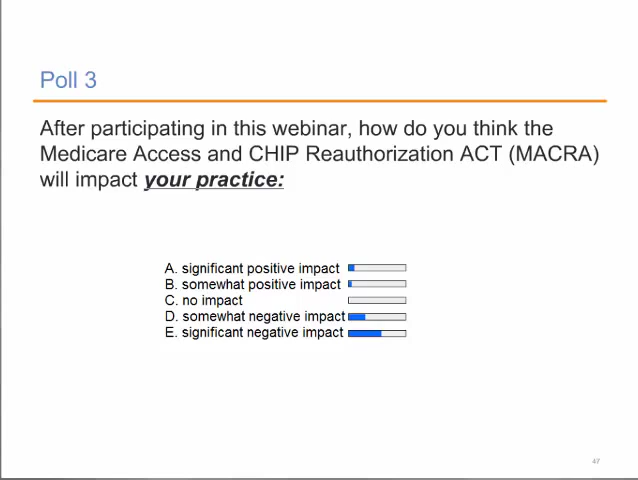 Poll 3
After participating in this webinar, how do you think the
Medicare Access and CHIP Reauthorization ACT (MACRA)
will impact your practice:
A. significant positive impact
B. somewhat positive impact
C. no impact
D. somewhat negative impact
E. significant negative impact
47